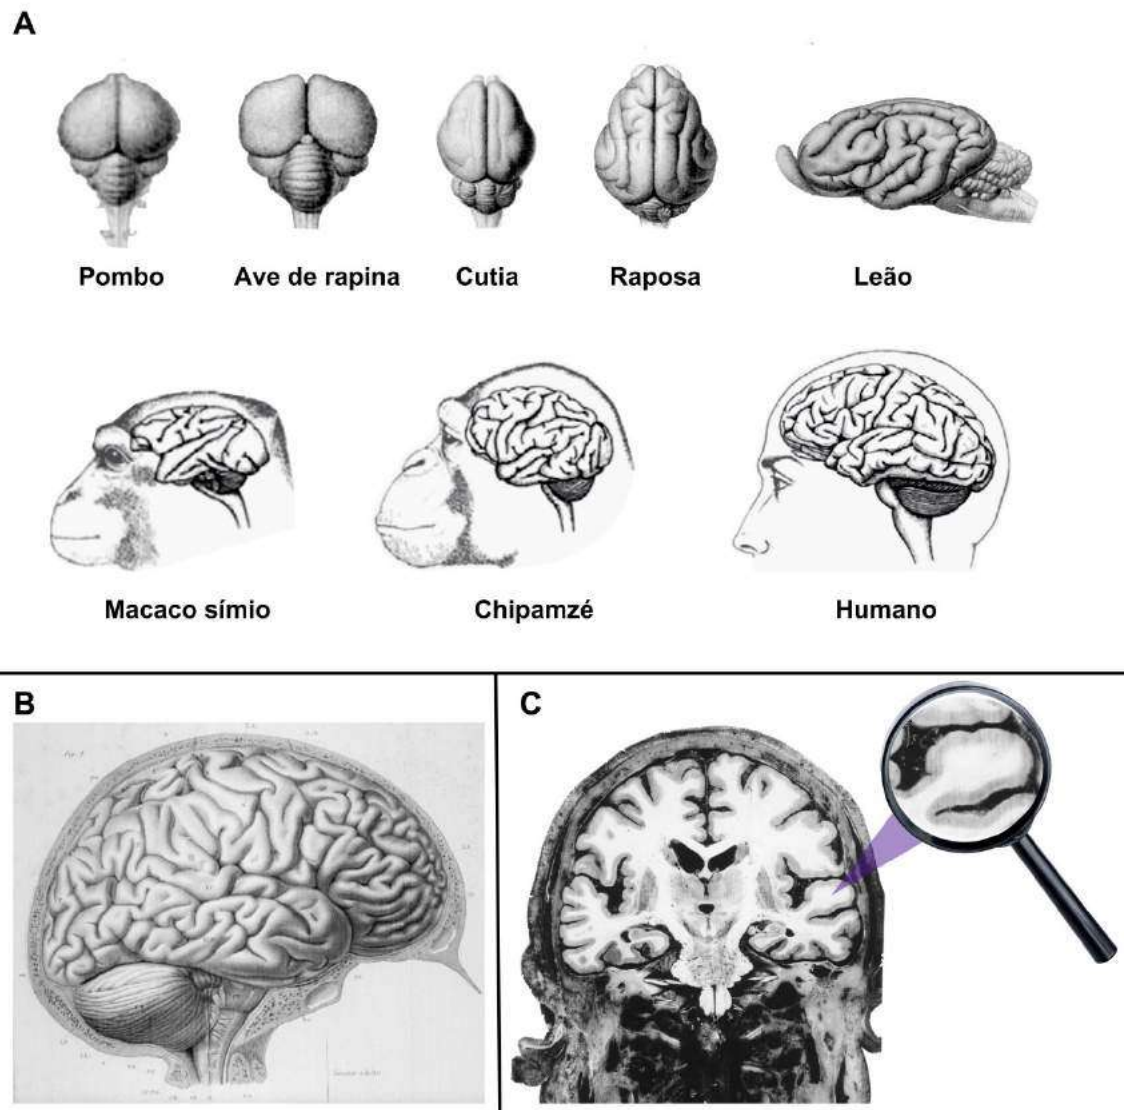 A
Pombo
Ave de rapina
Cutia
Raposa
Leão
Macaco símio
Chipamzé
Humano
B
C